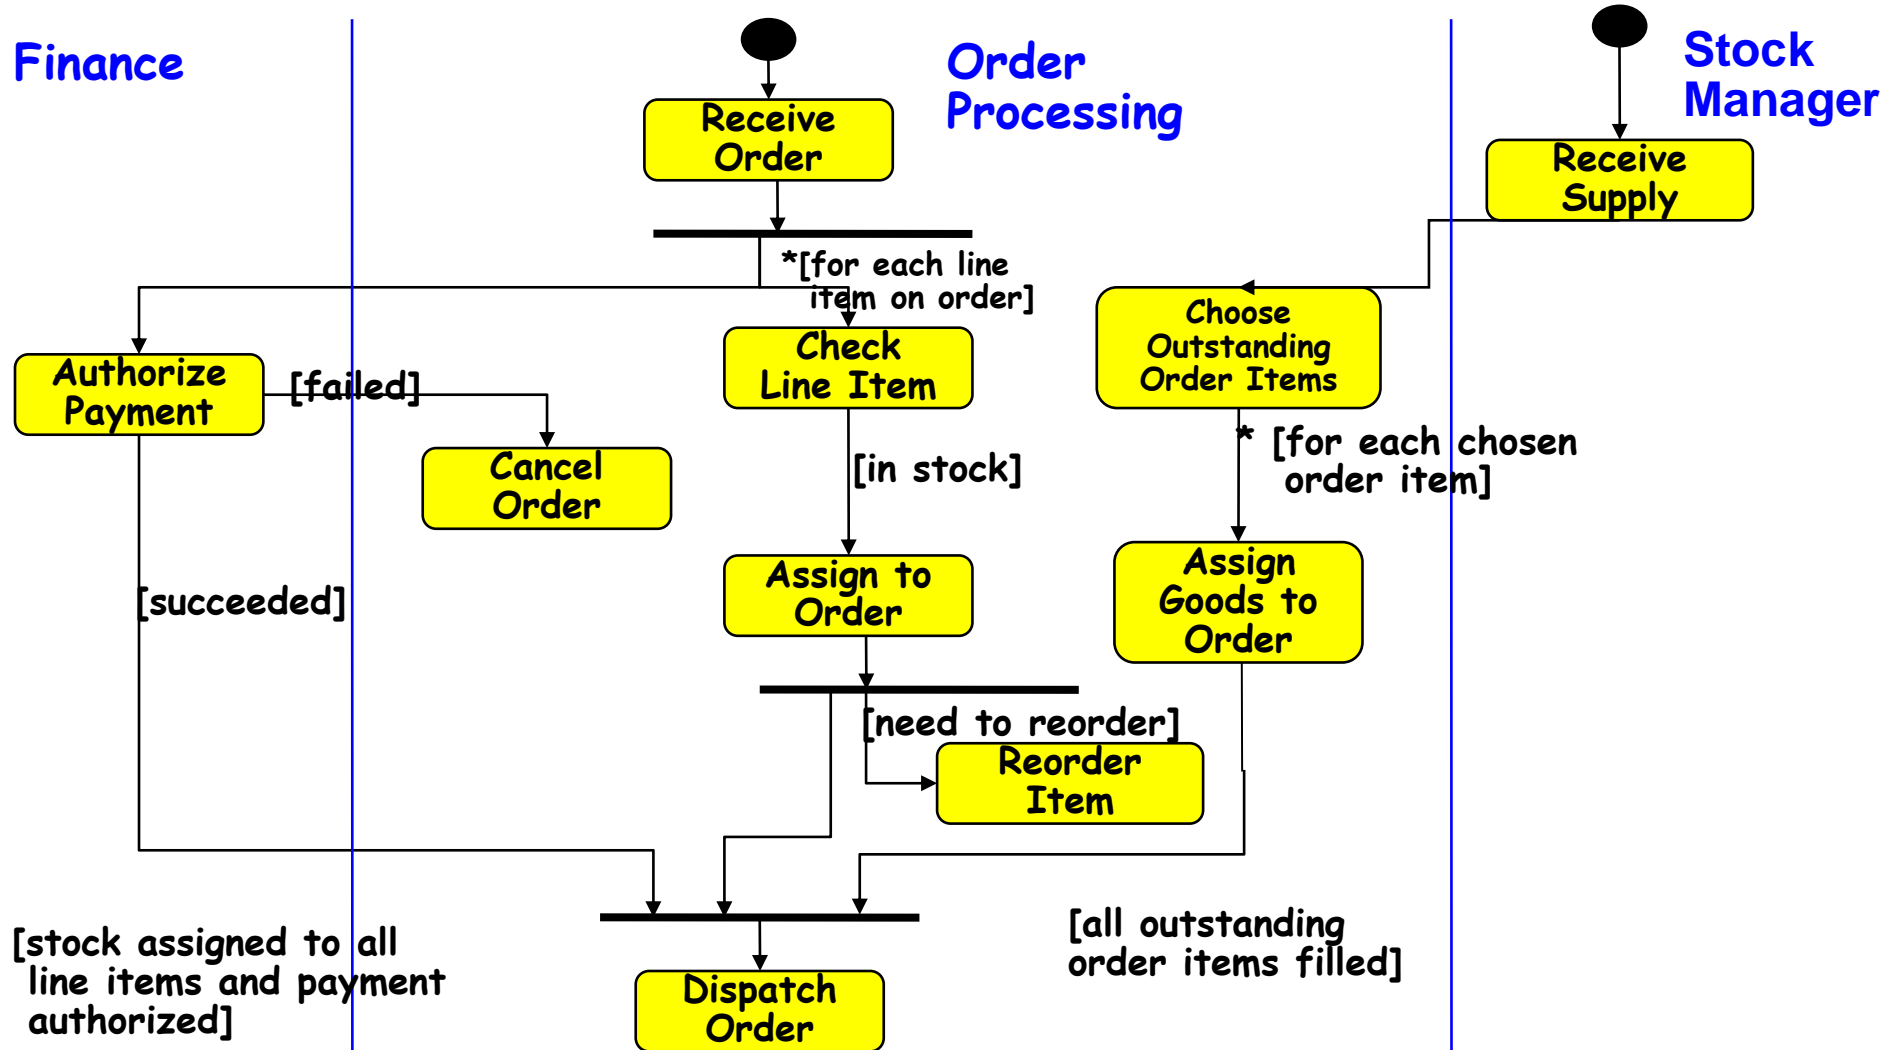 Finance
Order
Processing
Stock
Manager
Receive
Order
Receive
Supply
*[for each line
item on order]
Choose
Outstanding
Order Items
Check
Line Item
Authorize
Payment
[failed]
* [for each chosen
order item]
Cancel
Order
[in stock]
Assign to
Order
Assign
Goods to
Order
[succeeded]
[need to reorder]
Reorder
Item
[stock assigned to all
line items and payment
authorized]
[all outstanding
order items filled]
Dispatch
Order